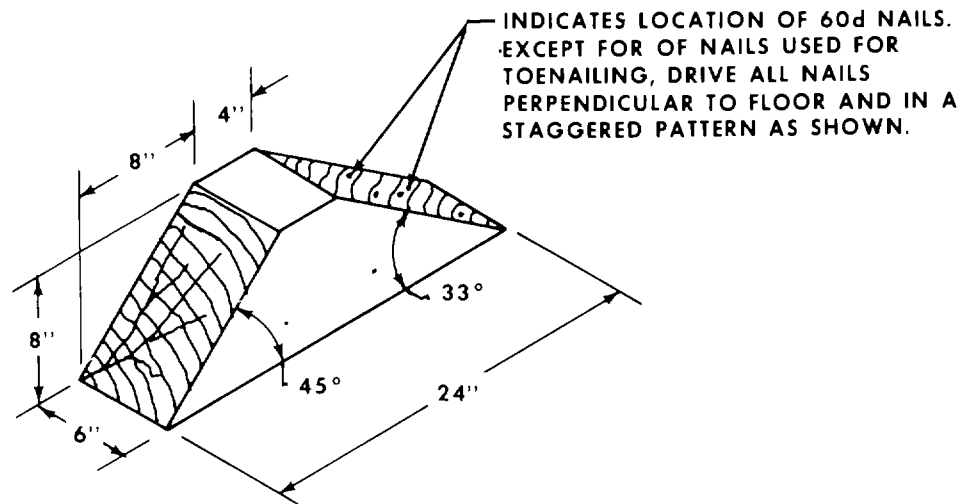 INDICATES LOCATION OF 60d NAILS.
EXCEPT FOR OF NAILS USED FOR
TOENAILING, DRIVE ALL NAILS
PERPENDICULAR TO FLOOR AND IN A
STAGGERED PATTERN AS SHOWN.
4"
8"
33°
8"
45°
24"
6"